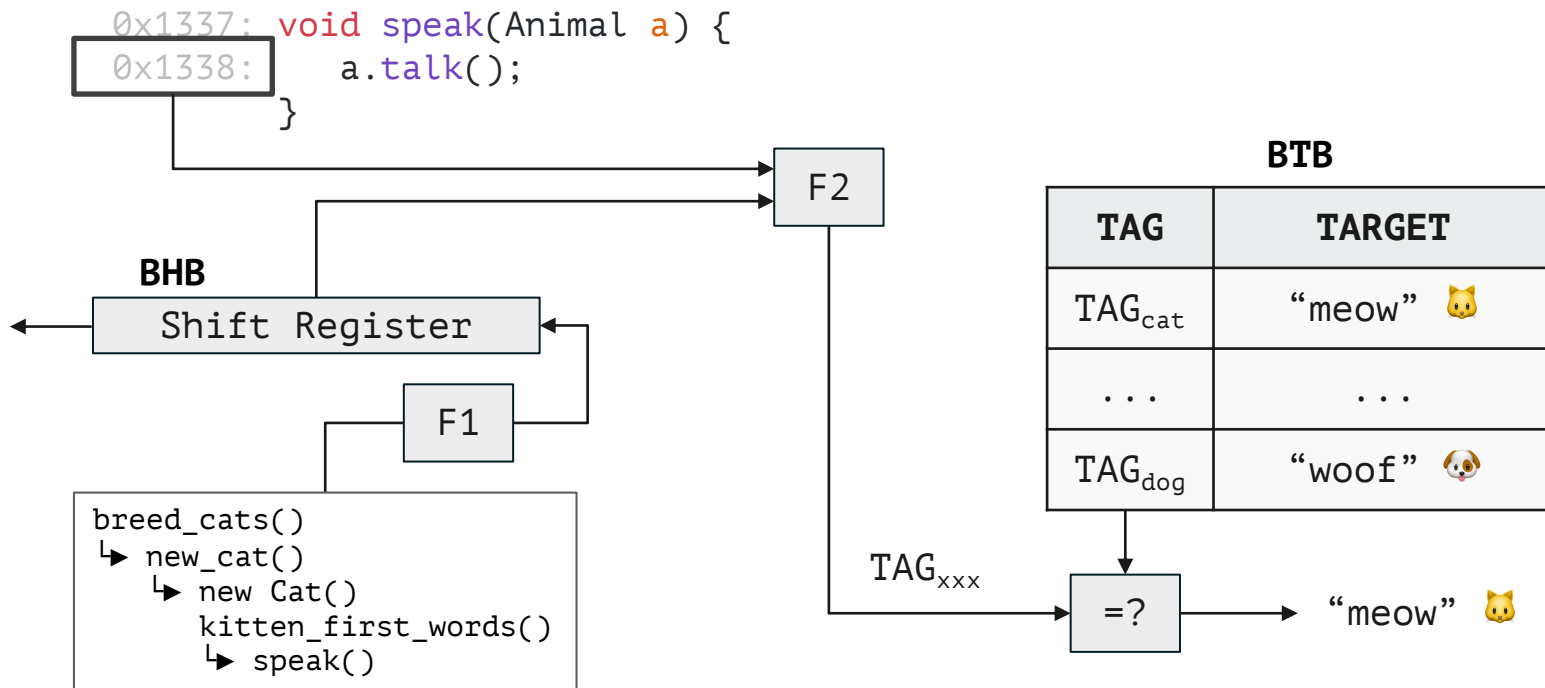 0x1337: void speak(Animal a) {
0x1338: a.talk();
}
F2
BHB
Shift Register
F1
breed_cats()
↳ new_cat()
↳ new Cat()
kitten_first_words()
↳ speak()
BTB
TAG TARGET
TAGcat “meow” 🐱
... ...
TAGdog “woof” 🐶
TAGxxx
=?
“meow” 🐱